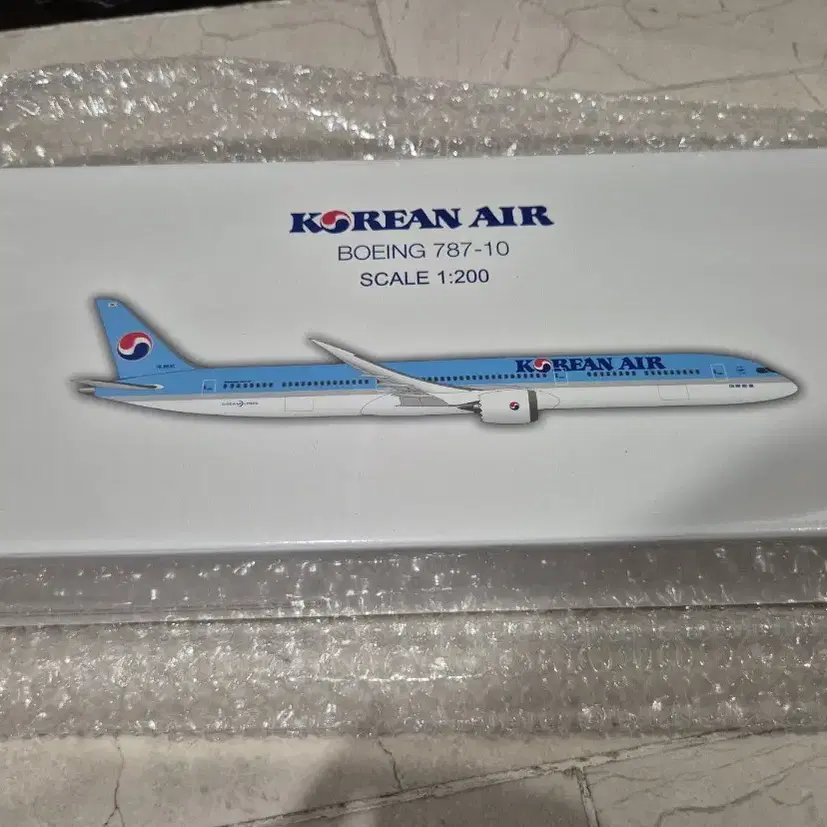 KOREAN AIR
BOEING 787-10
SCALE 1:200
KOREAN AIR